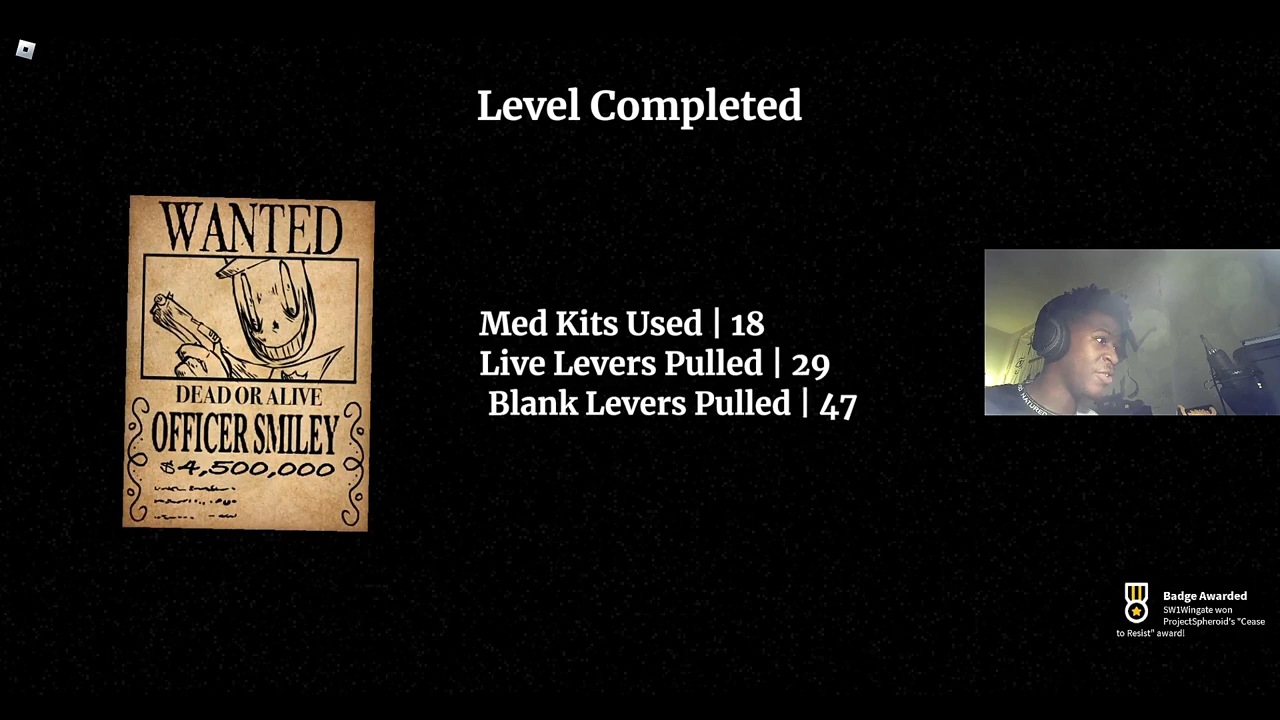 Level Completed
WANTED
DEAD OR ALIVE
OFFICER SMILEY
$4,500,000
Med Kits Used | 18
Live Levers Pulled | 29
Blank Levers Pulled | 47
Badge Awarded
SW1Wingate won
ProjectSpheroid's "Cease
to Resist" award!